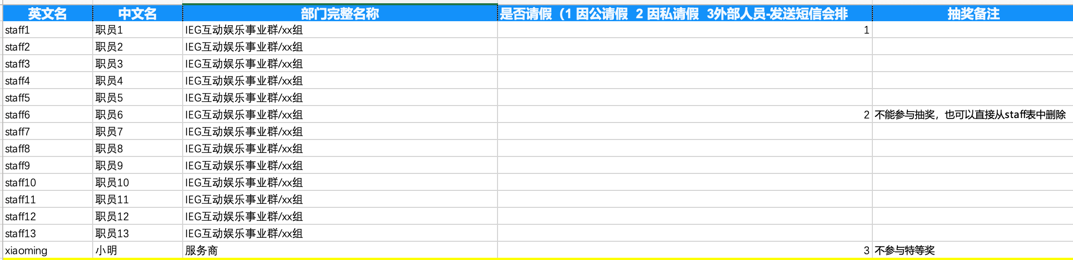 英文名 中文名 部门完整名称 是否请假（1 因公请假 2 因私请假 3外部人员-发送短信会排 抽奖备注
staff1 职员1 IEG互动娱乐事业群/xx组 1
staff2 职员2 IEG互动娱乐事业群/xx组
staff3 职员3 IEG互动娱乐事业群/xx组
staff4 职员4 IEG互动娱乐事业群/xx组
staff5 职员5 IEG互动娱乐事业群/xx组
staff6 职员6 IEG互动娱乐事业群/xx组 2 不能参与抽奖，也可以直接从staff表中删除
staff7 职员7 IEG互动娱乐事业群/xx组
staff8 职员8 IEG互动娱乐事业群/xx组
staff9 职员9 IEG互动娱乐事业群/xx组
staff10 职员10 IEG互动娱乐事业群/xx组
staff11 职员11 IEG互动娱乐事业群/xx组
staff12 职员12 IEG互动娱乐事业群/xx组
staff13 职员13 IEG互动娱乐事业群/xx组
xiaoming 小明 服务商 3 不参与特等奖